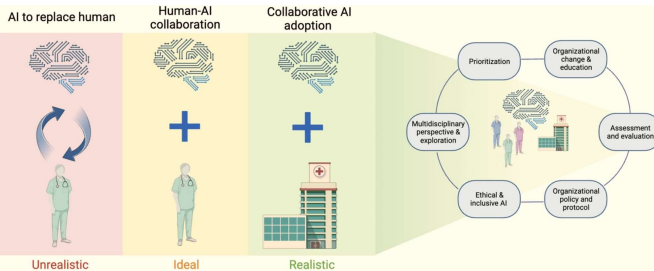 AI to replace human
Human-AI
collaboration
Collaborative AI
adoption
Unrealistic
Ideal
Realistic
Prioritization
Organizational
change &
education
Multidisciplinary
perspective &
exploration
Assessment
and evaluation
Ethical &
inclusive AI
Organizational
policy and
protocol